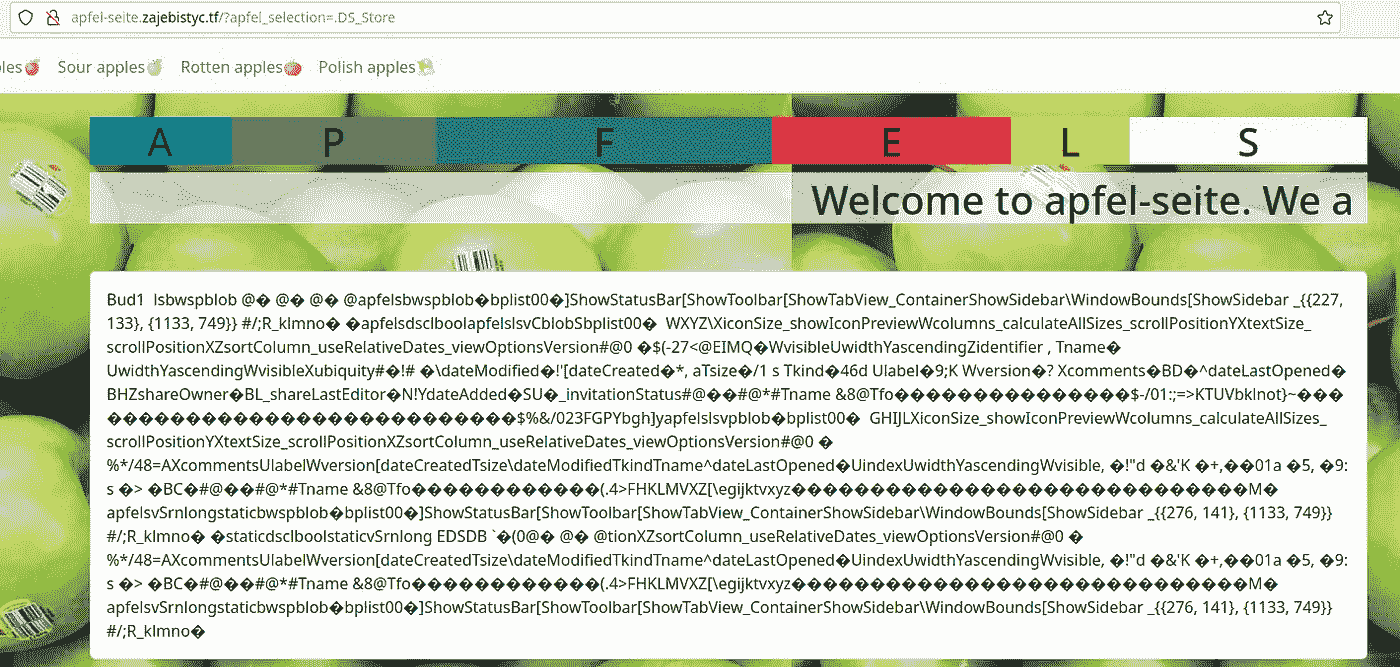 apfel-seite.zajebistyc.tf/?apfel_selection=.DS_Store
les🍎 Sour apples🍏 Rotten apples🍅 Polish apples
A P F E L S
Welcome to apfel-seite. We a
Bud1 lsbwspblob @� @� @� @apfelsbwspblob�bplist00�]ShowStatusBar[ShowToolbar[ShowTabView_ContainerShowSidebar\WindowBounds[ShowSidebar _{{227,
133}, {1133, 749}} #/;R_klmno� �apfelsdsclboolapfelslsvCblobSbplist00� WXYZ\XiconSize_showIconPreviewWcolumns_calculateAllSizes_scrollPositionYXtextSize_
scrollPositionXZsortColumn_useRelativeDates_viewOptionsVersion#@0 �$(-27<@EIMQ�WvisibleUwidthYascendingZidentifier , Tname�
UwidthYascendingWvisibleXubiquity#�!# �\dateModified�!'[dateCreated�*, aTsize�/1 s Tkind�46d Ulabel�9;K Wversion�? Xcomments�BD�^dateLastOpened�
BHZshareOwner�BL_shareLastEditor�N!YdateAdded�SU�_invitationStatus#@��#@*#Tname &8@Tfo������������������$-/01:;=>KTUVbklnot}~���
��������������������������$%&/023FGPYbgh]yapfelslsvpblob�bplist00� GHIJLXiconSize_showIconPreviewWcolumns_calculateAllSizes_
scrollPositionYXtextSize_scrollPositionXZsortColumn_useRelativeDates_viewOptionsVersion#@0 �
%*/48=AXcommentsUlabelWversion[dateCreatedTsize\dateModifiedTkindTname^dateLastOpened�UindexUwidthYascendingWvisible, �!"d �&'K �+,��01a �5, �9:
s �> �BC�#@��#@*#Tname &8@Tfo��������������(.4>FHKLMVXZ[\egijktvxyz������������������������������������M�
apfelsvSrnlongstaticbwspblob�bplist00�]ShowStatusBar[ShowToolbar[ShowTabView_ContainerShowSidebar\WindowBounds[ShowSidebar _{{276, 141}, {1133, 749}}
#/;R_klmno� �staticdsclboolstaticvSrnlong EDSDB `�(0@� @� @tionXZsortColumn_useRelativeDates_viewOptionsVersion#@0 �
%*/48=AXcommentsUlabelWversion[dateCreatedTsize\dateModifiedTkindTname^dateLastOpened�UindexUwidthYascendingWvisible, �!"d �&'K �+,��01a �5, �9:
s �> �BC�#@��#@*#Tname &8@Tfo��������������(.4>FHKLMVXZ[\egijktvxyz������������������������������������M�
apfelsvSrnlongstaticbwspblob�bplist00�]ShowStatusBar[ShowToolbar[ShowTabView_ContainerShowSidebar\WindowBounds[ShowSidebar _{{276, 141}, {1133, 749}}
#/;R_klmno�